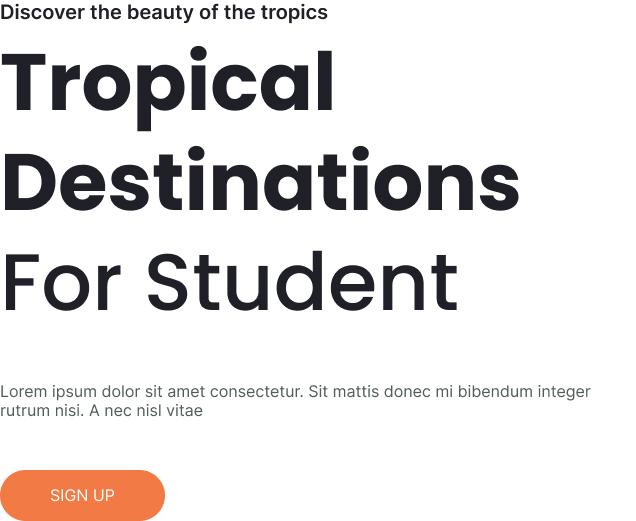 Discover the beauty of the tropics
Tropical
Destinations
For Student
Lorem ipsum dolor sit amet consectetur. Sit mattis donec mi bibendum integer
rutrum nisi. A nec nisl vitae
SIGN UP